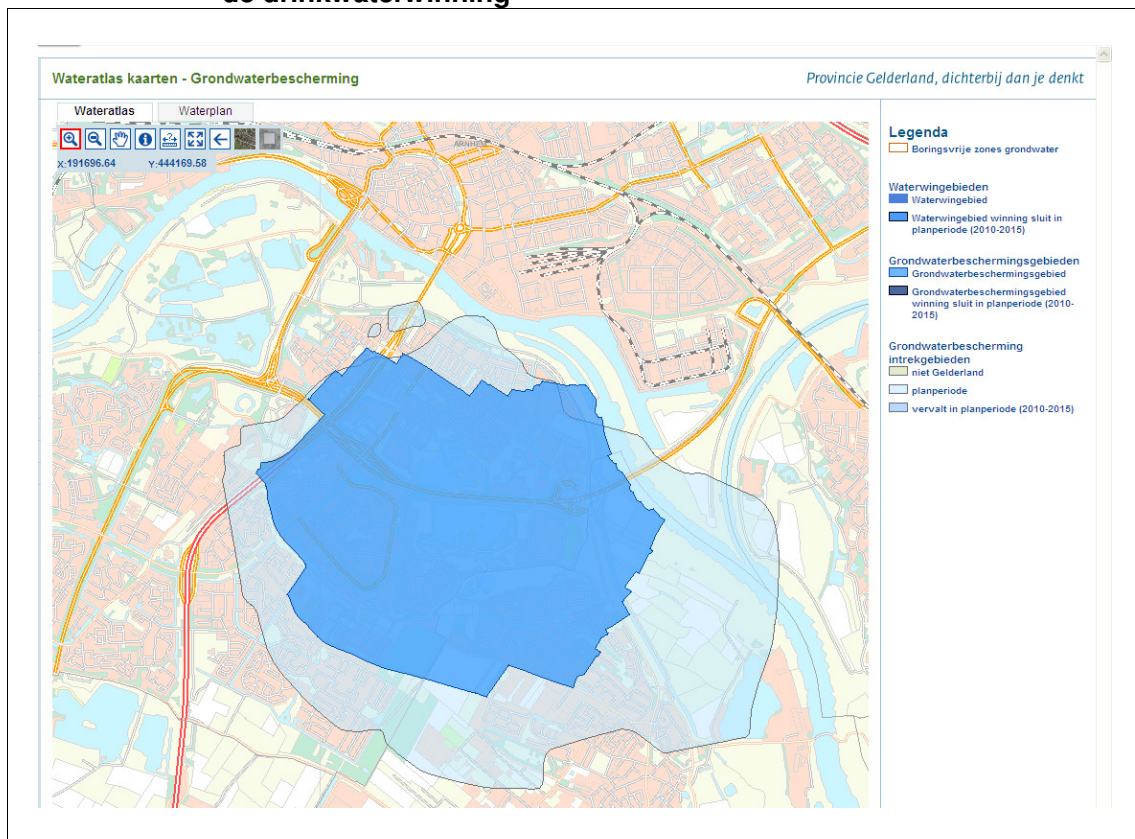 de drinkwaterwinning
Wateratlas kaarten - Grondwaterbescherming
Provincie Gelderland, dichterbij dan je denkt
Wateratlas
Waterplan
X:191696.64 Y:444169.58
ARNHEM
Legenda
Boringsvrije zones grondwater
Waterwingebieden
Waterwingebied
Waterwingebied winning sluit in
planperiode (2010-2015)
Grondwaterbeschermingsgebieden
Grondwaterbeschermingsgebied
Grondwaterbeschermingsgebied
winning sluit in planperiode (2010-
2015)
Grondwaterbescherming
intrekgebieden
niet Gelderland
planperiode
vervalt in planperiode (2010-2015)